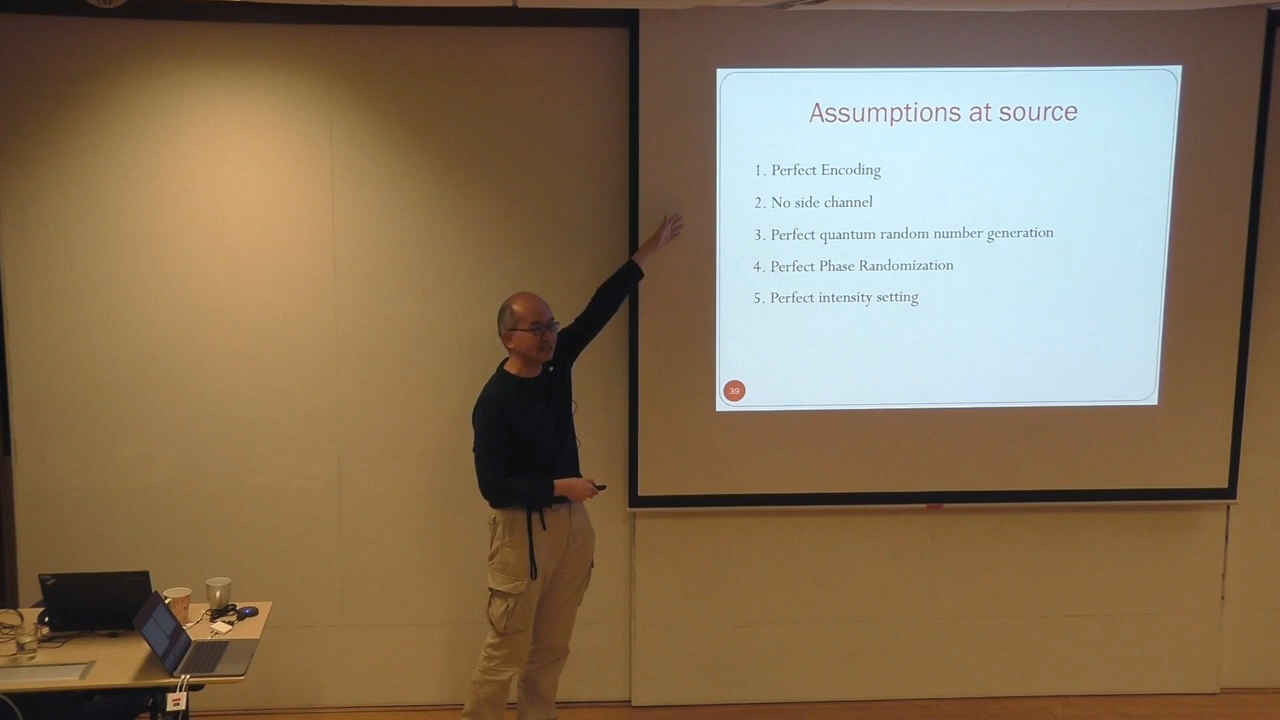 Assumptions at source
1. Perfect Encoding
2. No side channel
3. Perfect quantum random number generation
4. Perfect Phase Randomization
5. Perfect intensity setting
39